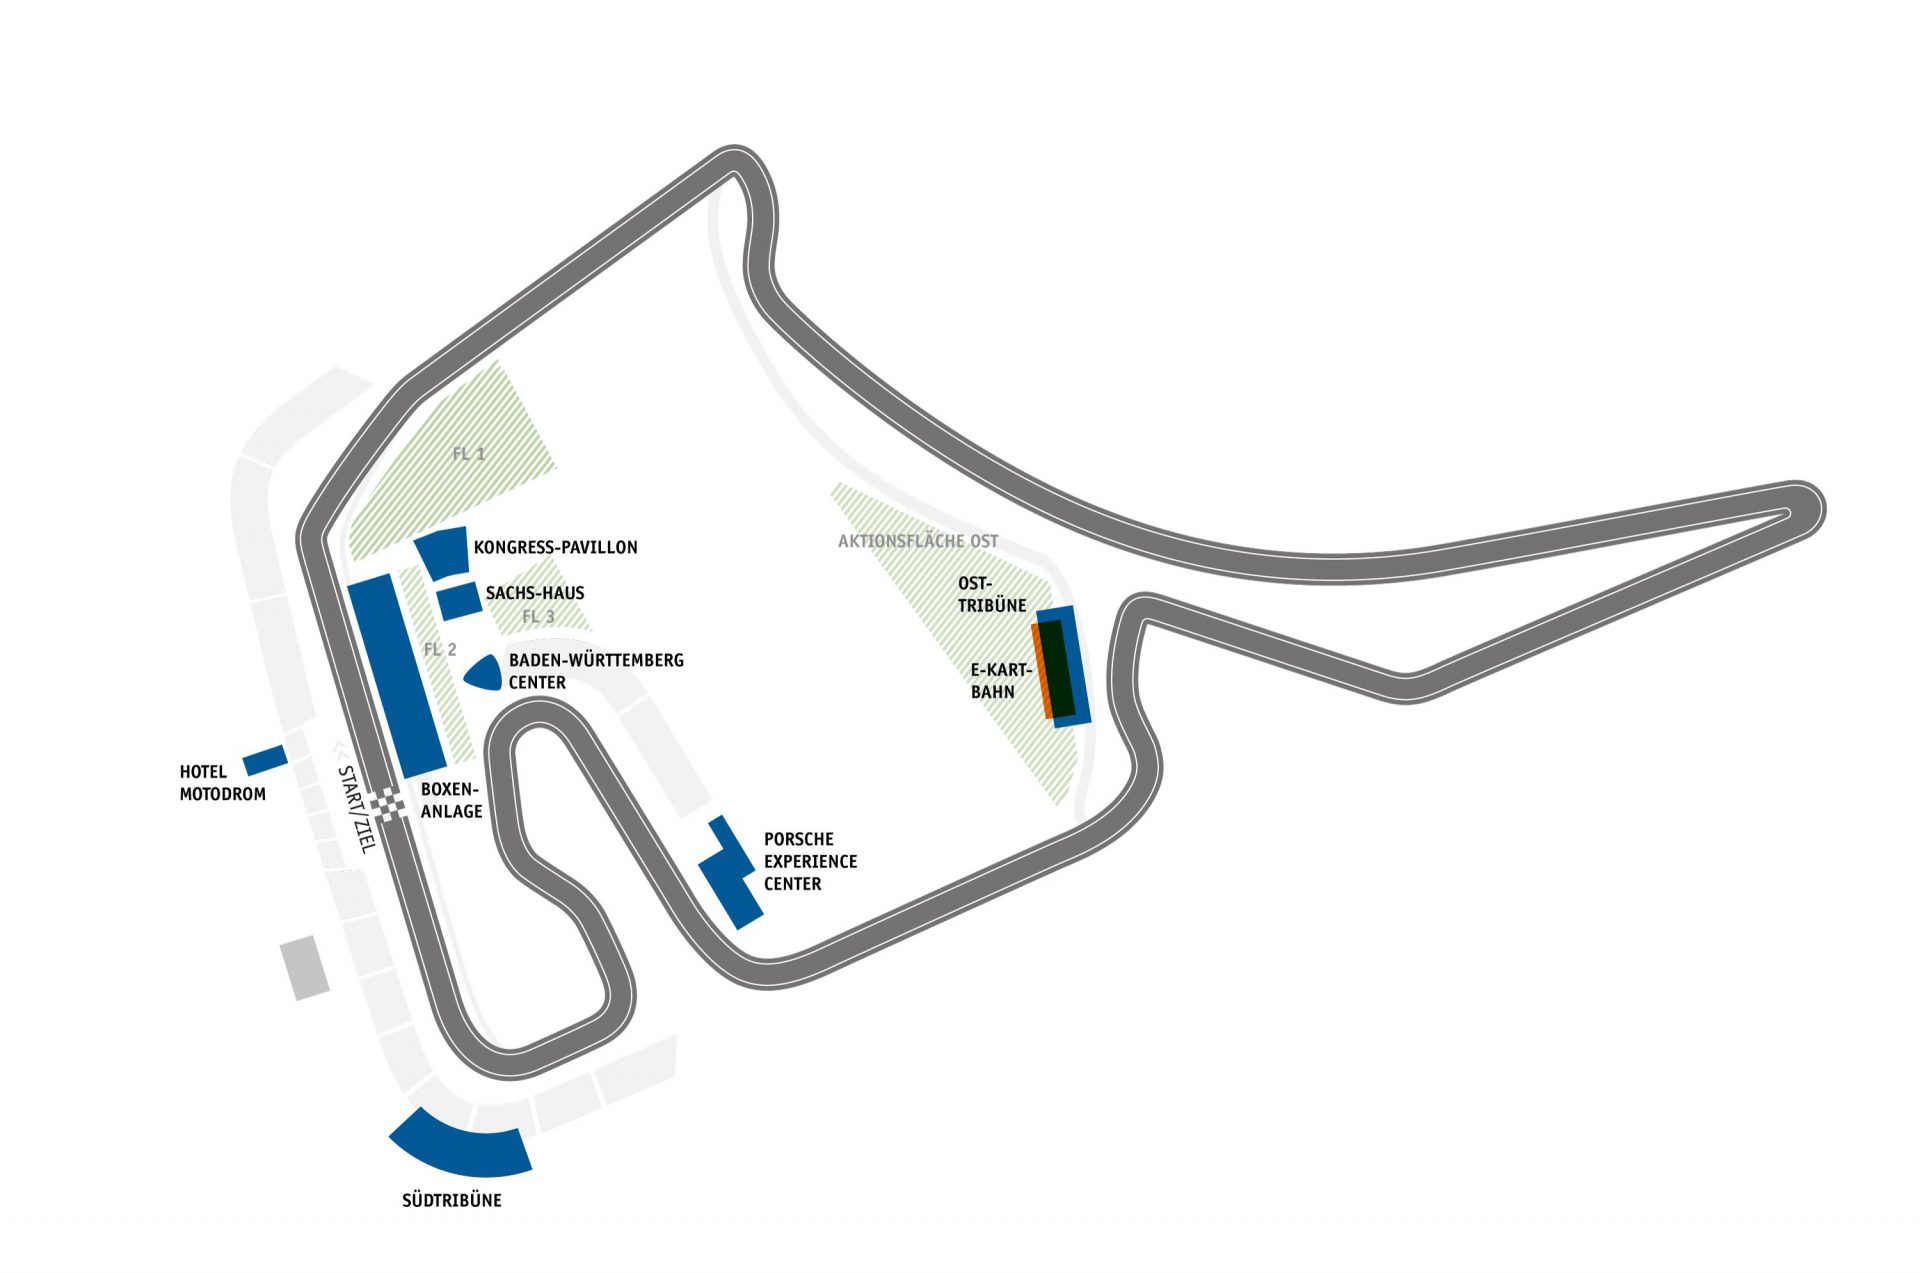 FL 1
KONGRESS-PAVILLON
AKTIONSFLÄCHE OST
SACHS-HAUS
FL 3
OST-
TRIBÜNE
FL 2
BADEN-WÜRTTEMBERG
CENTER
E-KART-
BAHN
HOTEL
MOTODROM
START/ZIEL
BOXEN-
ANLAGE
PORSCHE
EXPERIENCE
CENTER
SÜDTRIBÜNE